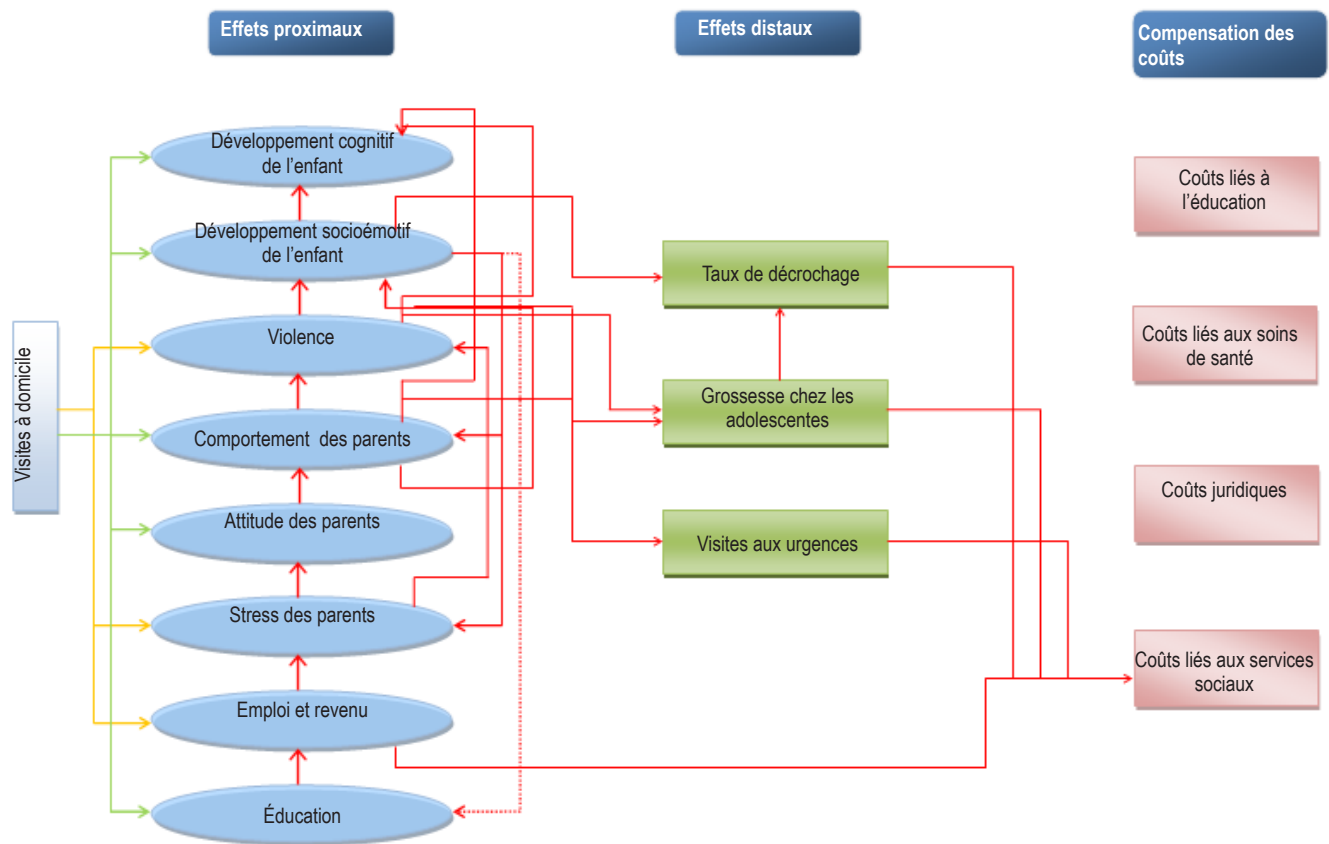 Effets proximaux
Effets distaux
Compensation des
coûts
Développement cognitif
de l’enfant
Développement socioémotif
de l’enfant
Violence
Comportement des parents
Attitude des parents
Stress des parents
Emploi et revenu
Éducation
Visites à domicile
Taux de décrochage
Grossesse chez les
adolescentes
Visites aux urgences
Coûts liés à
l’éducation
Coûts liés aux soins
de santé
Coûts juridiques
Coûts liés aux services
sociaux